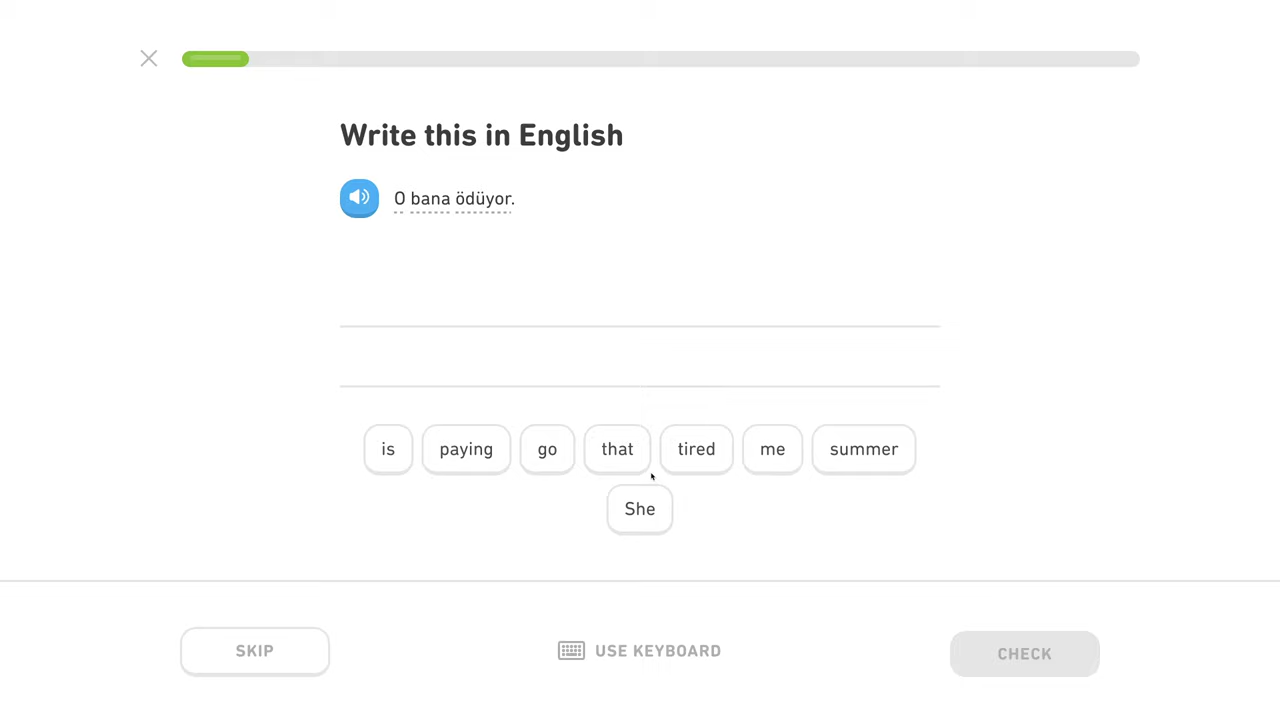 Write this in English
O bana ödüyor.
is paying go that tired me summer
She
SKIP USE KEYBOARD CHECK